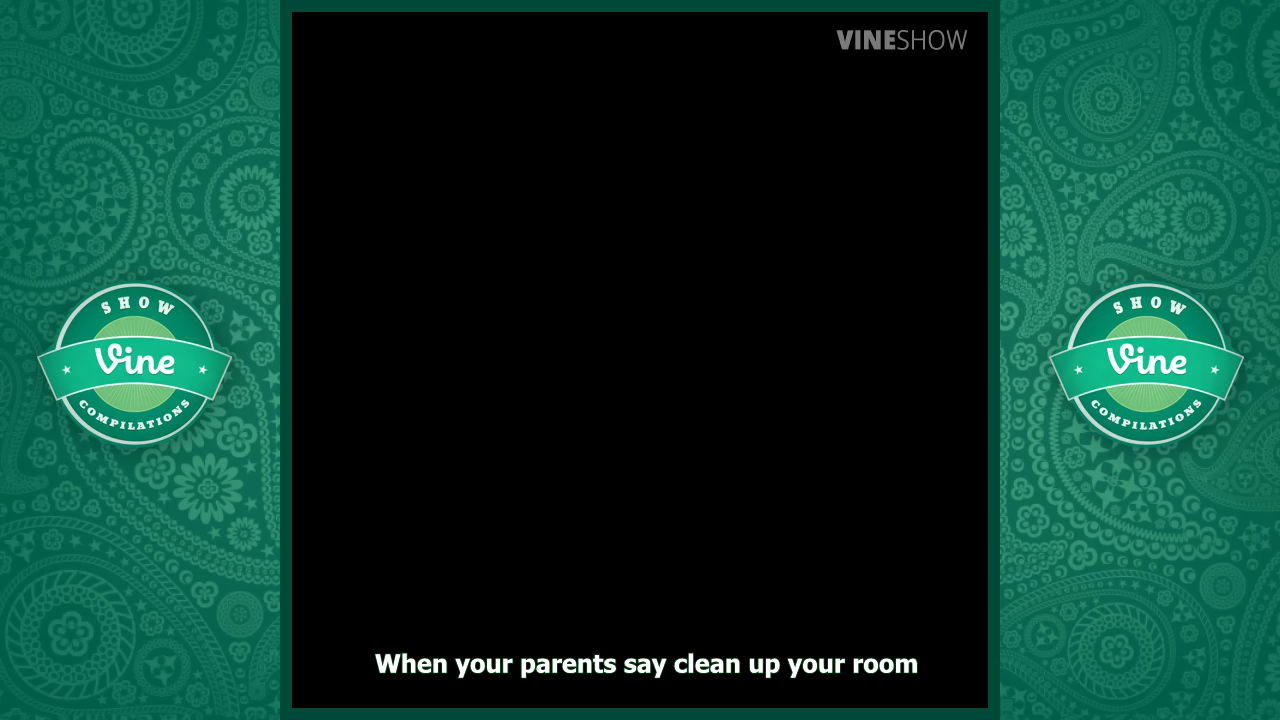 VINESHOW
SHOW
Vine
COMPILATIONS
SHOW
Vine
COMPILATIONS
When your parents say clean up your room